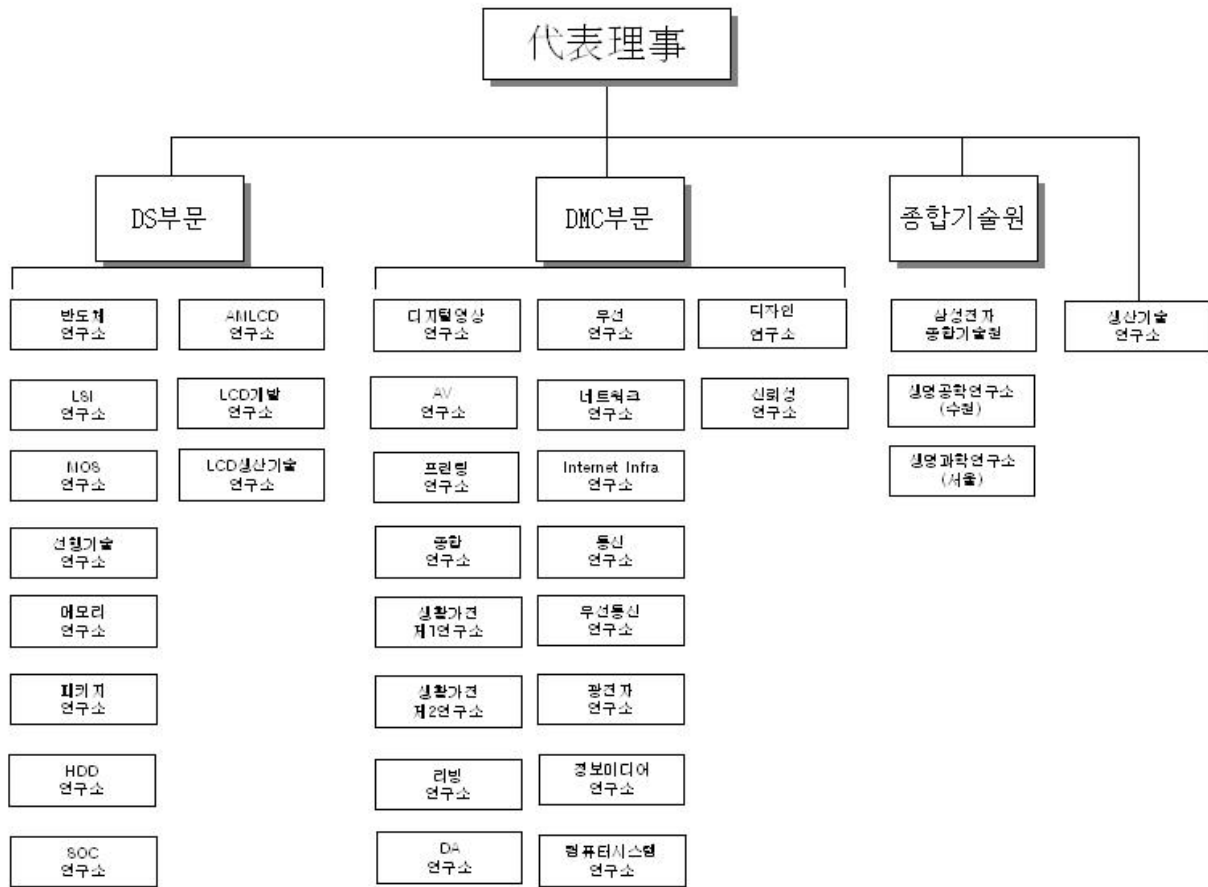 代表理事
DS부문
DMC부문
종합기술원
반도체
연구소
AMLCD
연구소
디지털영상
연구소
무선
연구소
디자인
연구소
삼성전자
종합기술원
생산기술
연구소
LSI
연구소
LCD개발
연구소
AV
연구소
네트워크
연구소
신뢰성
연구소
생명공학연구소
(수원)
MOS
연구소
LCD생산기술
연구소
프린팅
연구소
Internet Infra
연구소
생명과학연구소
(서울)
선행기술
연구소
종합
연구소
통신
연구소
메모리
연구소
생활가전
제1연구소
무선통신
연구소
패키지
연구소
생활가전
제2연구소
광전자
연구소
HDD
연구소
리빙
연구소
정보미디어
연구소
SOC
연구소
DA
연구소
컴퓨터시스템
연구소